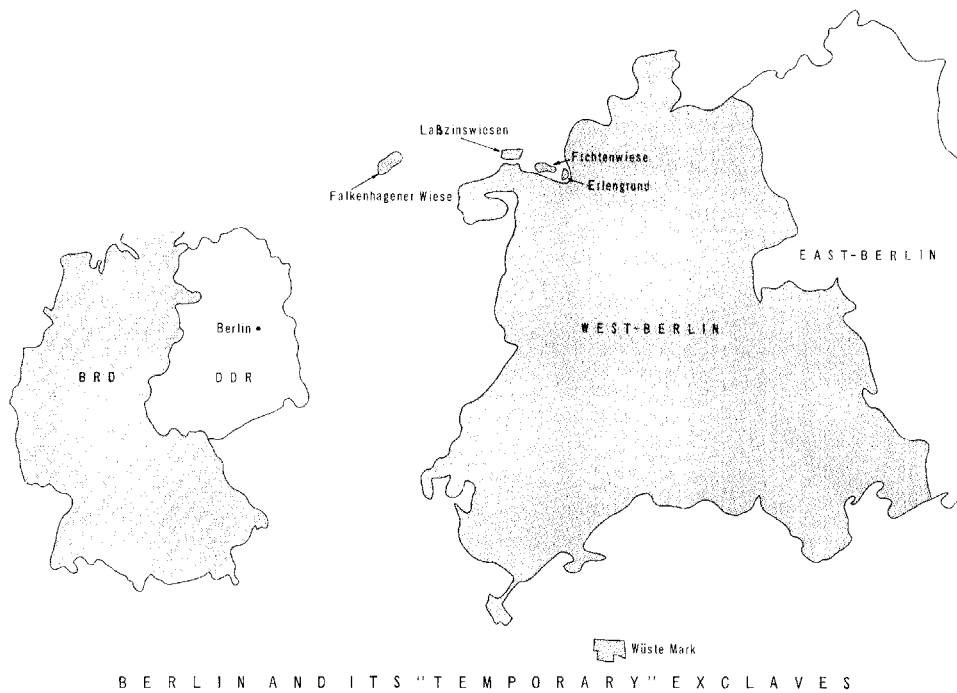 Laßzinswiesen
Fichtenwiese
Falkenhagener Wiese
Erlengrund
EAST-BERLIN
Berlin
WEST-BERLIN
BRD
DDR
Wüste Mark
BERLIN AND ITS "TEMPORARY" EXCLAVES